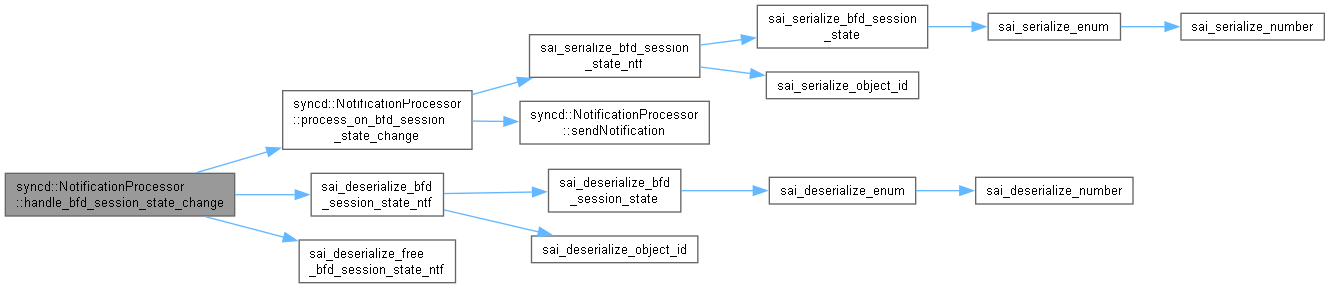 sai_serialize_bfd_session
_state
sai_serialize_enum
sai_serialize_number
sai_serialize_bfd_session
_state_ntf
sai_serialize_object_id
syncd::NotificationProcessor
::process_on_bfd_session
_state_change
syncd::NotificationProcessor
::sendNotification
syncd::NotificationProcessor
::handle_bfd_session_state_change
sai_deserialize_bfd
_session_state_ntf
sai_deserialize_bfd
_session_state
sai_deserialize_enum
sai_deserialize_number
sai_deserialize_object_id
sai_deserialize_free
_bfd_session_state_ntf